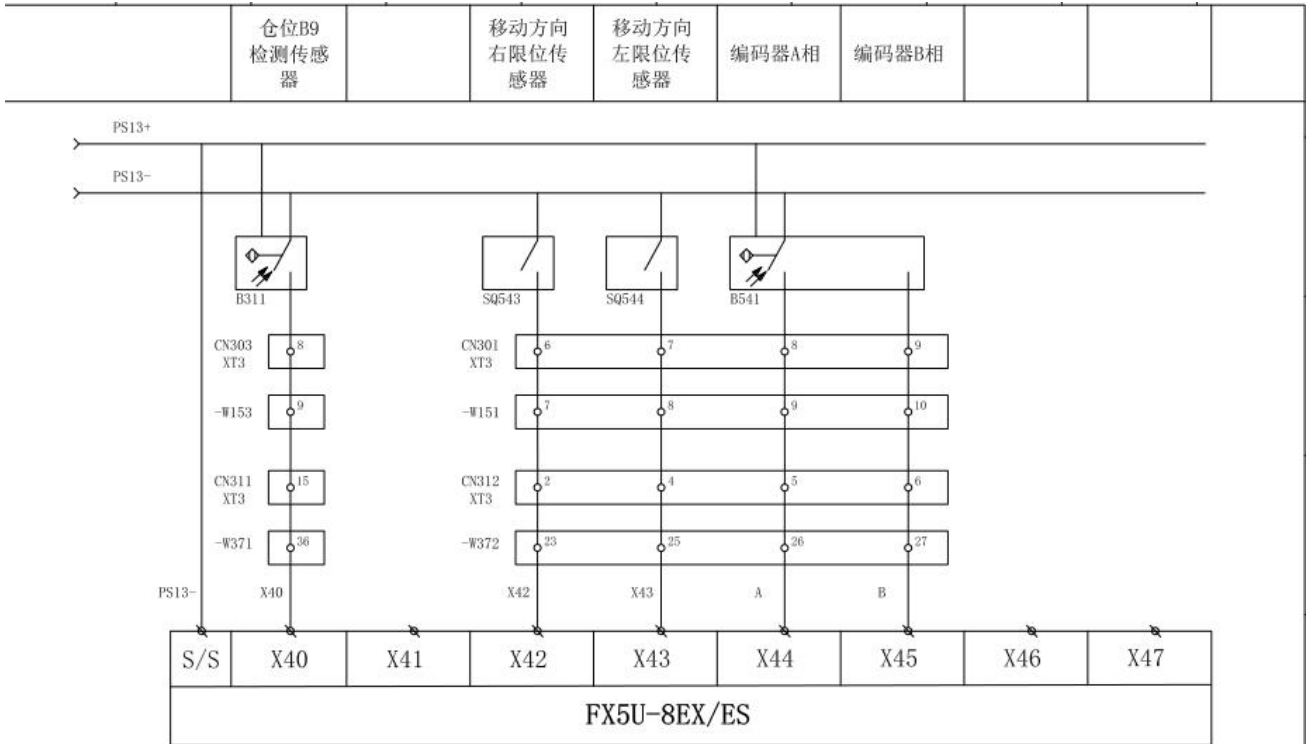 仓位B9
检测传感
器
移动方向
右限位传
感器
移动方向
左限位传
感器
编码器A相
编码器B相
PS13+
PS13-
B311
SQ543
SQ544
B541
CN303
XT3
8
CN301
XT3
6
7
8
9
-W153
9
-W151
7
8
9
10
CN311
XT3
15
CN312
XT3
2
4
5
6
-W371
36
-W372
23
25
26
27
PS13-
X40
X42
X43
A
B
S/S
X40
X41
X42
X43
X44
X45
X46
X47
FX5U-8EX/ES